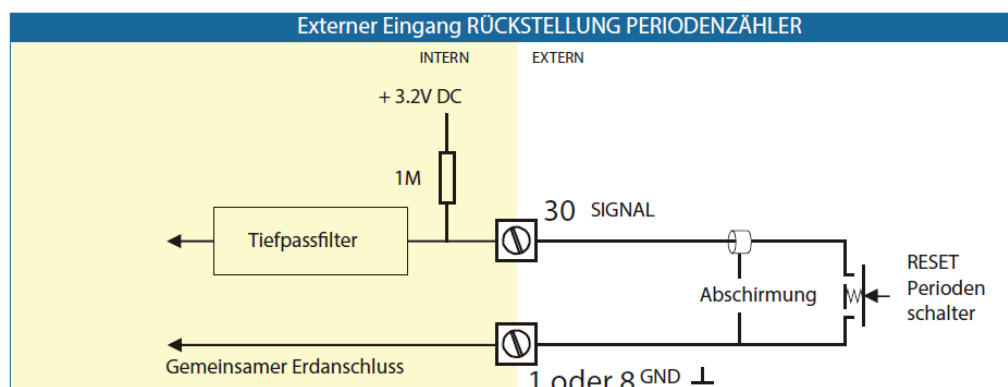 Externer Eingang RÜCKSTELLUNG PERIODENZÄHLER
INTERN
EXTERN
+ 3.2V DC
1M
30 SIGNAL
Tiefpassfilter
RESET
Perioden
schalter
Abschirmung
Gemeinsamer Erdanschluss
1 oder 8 GND